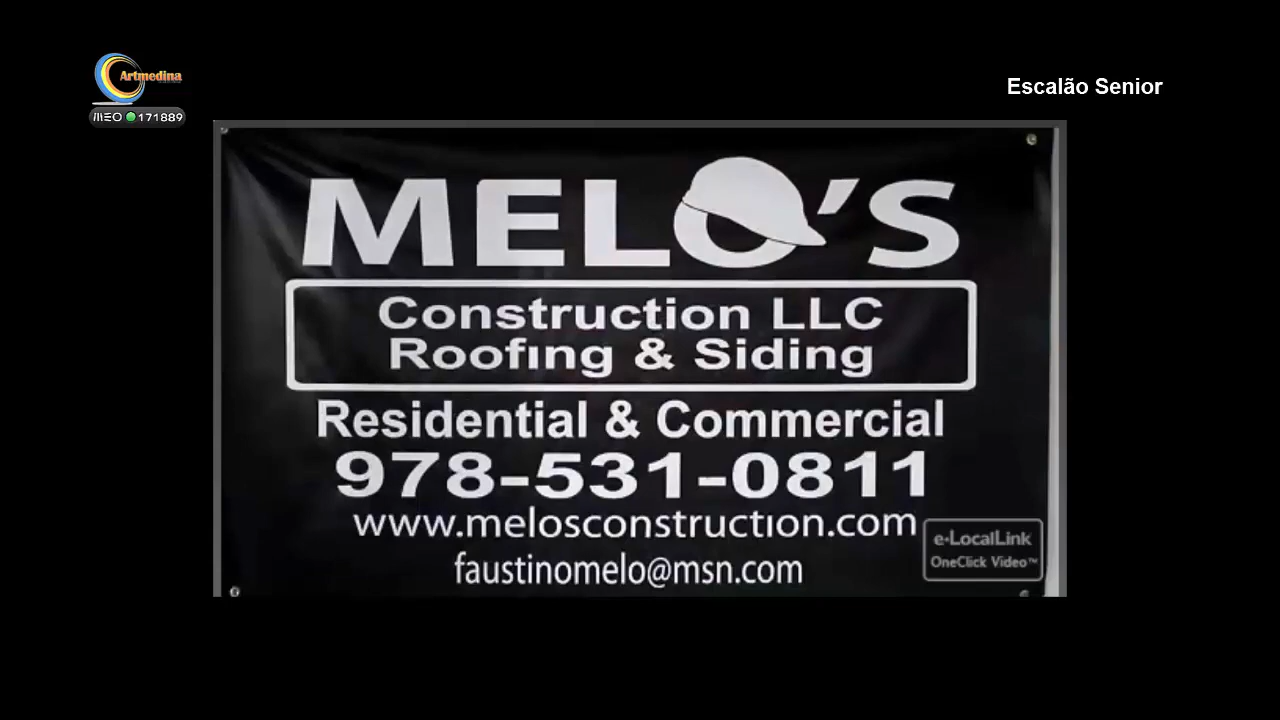 Artmedina
MEO 171889
Escalão Senior
MELO'S
Construction LLC
Roofing & Siding
Residential & Commercial
978-531-0811
www.melosconstruction.com
faustinomelo@msn.com
e-LocalLink
OneClick Video™